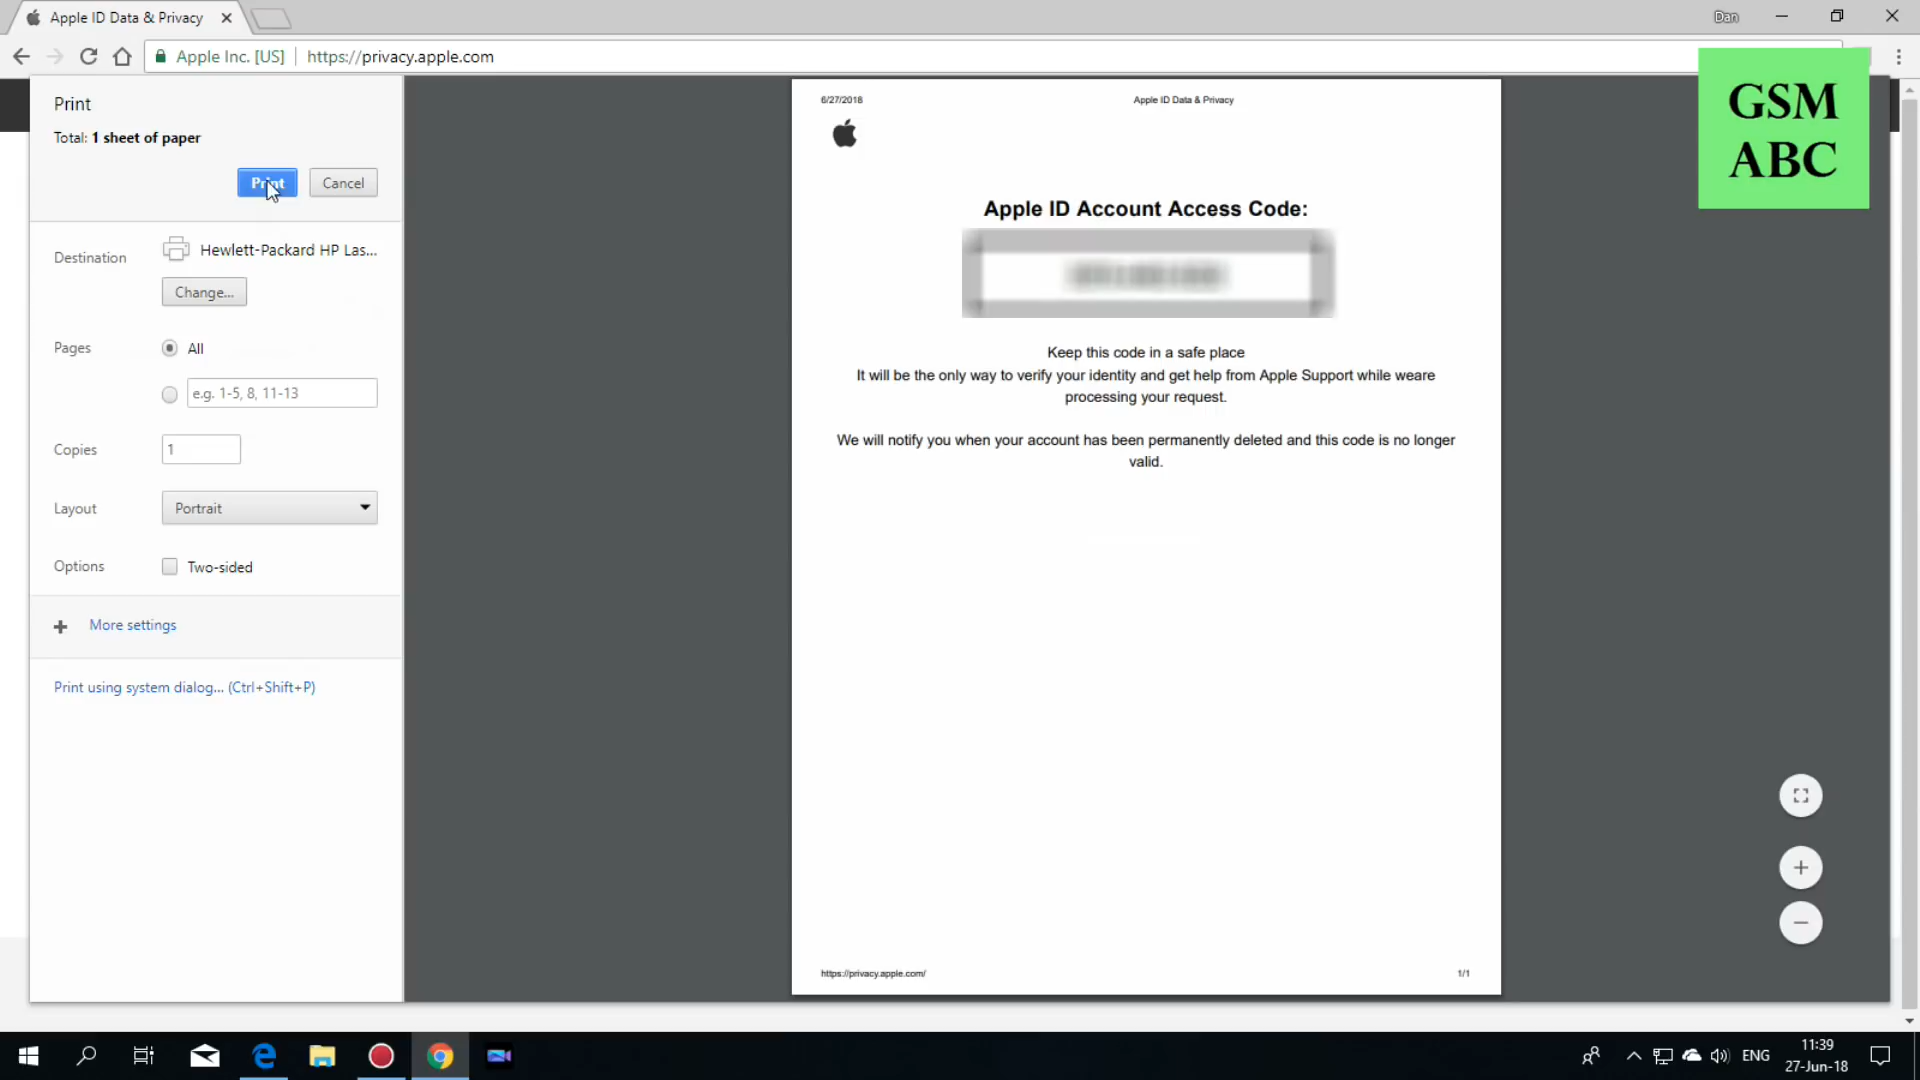 Apple ID Data & Privacy
Dan
Apple Inc. [US]
https://privacy.apple.com
Print
Total: 1 sheet of paper
Print
Cancel
Destination
Hewlett-Packard HP Las...
Change...
Pages
All
e.g. 1-5, 8, 11-13
Copies
1
Layout
Portrait
Options
Two-sided
More settings
Print using system dialog... (Ctrl+Shift+P)
6/27/2018
Apple ID Data & Privacy
Apple ID Account Access Code:
Keep this code in a safe place
It will be the only way to verify your identity and get help from Apple Support while weare
processing your request.
We will notify you when your account has been permanently deleted and this code is no longer
valid.
https://privacy.apple.com/
1/1
GSM
ABC
ENG
11:39
27-Jun-18